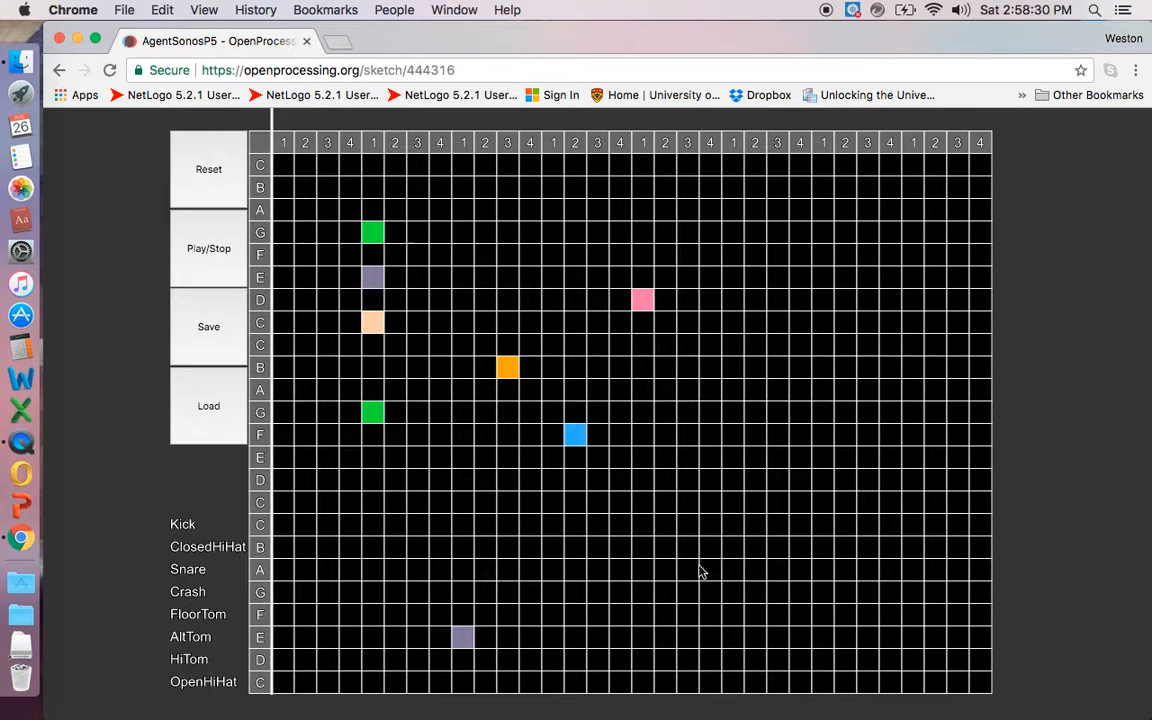 Chrome File Edit View History Bookmarks People Window Help Sat 2:58:30 PM
AgentSonosP5 - OpenProcess Weston
Secure https://openprocessing.org/sketch/444316
Apps NetLogo 5.2.1 User... NetLogo 5.2.1 User... NetLogo 5.2.1 User... Sign In Home | University o... Dropbox Unlocking the Unive... » Other Bookmarks
26
1 2 3 4 1 2 3 4 1 2 3 4 1 2 3 4 1 2 3 4 1 2 3 4 1 2 3 4 1 2 3 4
C
Reset
B
A
G
Play/Stop
F
E
D
Save C
C
B
A
Load
G
F
E
D
C
Kick C
ClosedHiHat B
Snare A
Crash G
FloorTom F
AltTom E
HiTom D
OpenHiHat C